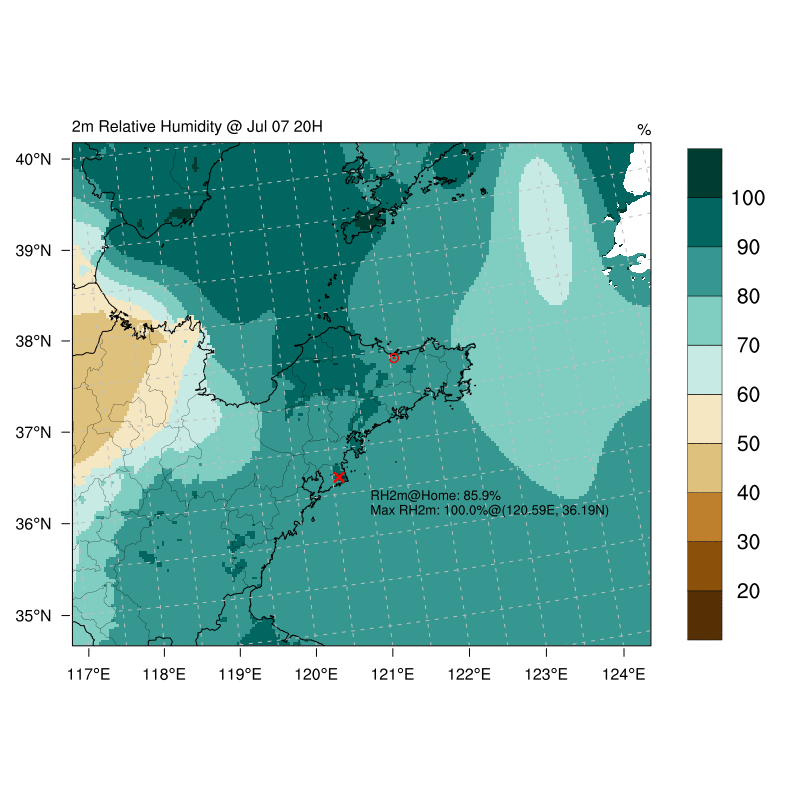 2m Relative Humidity @ Jul 07 20H
%
40°N
39°N
38°N
37°N
36°N
35°N
117°E
118°E
119°E
120°E
121°E
122°E
123°E
124°E
RH2m@Home: 85.9%
Max RH2m: 100.0%@(120.59E, 36.19N)
100
90
80
70
60
50
40
30
20